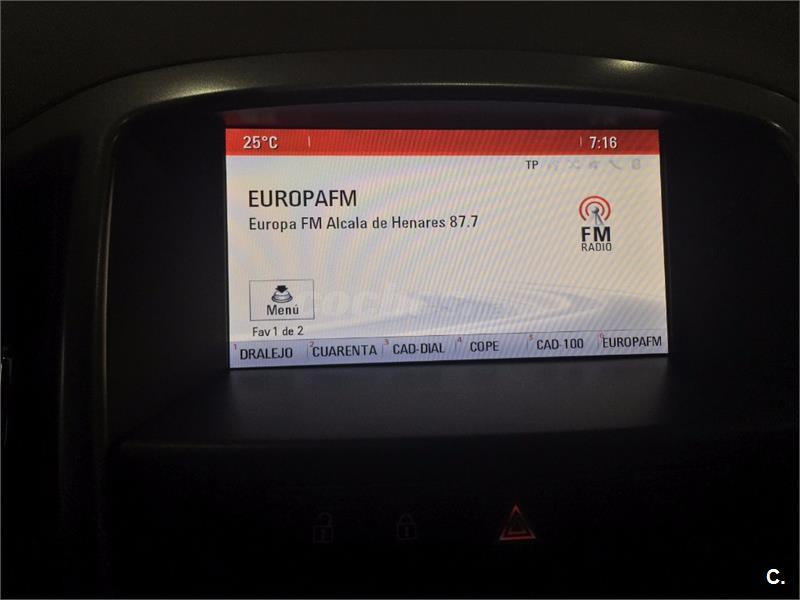 25°C 7:16
TP
EUROPAFM
Europa FM Alcala de Henares 87.7
FM
RADIO
Menú
Fav 1 de 2
1 DRALEJO 2 CUARENTA 3 CAD-DIAL 4 COPE 5 CAD-100 6 EUROPAFM
C.